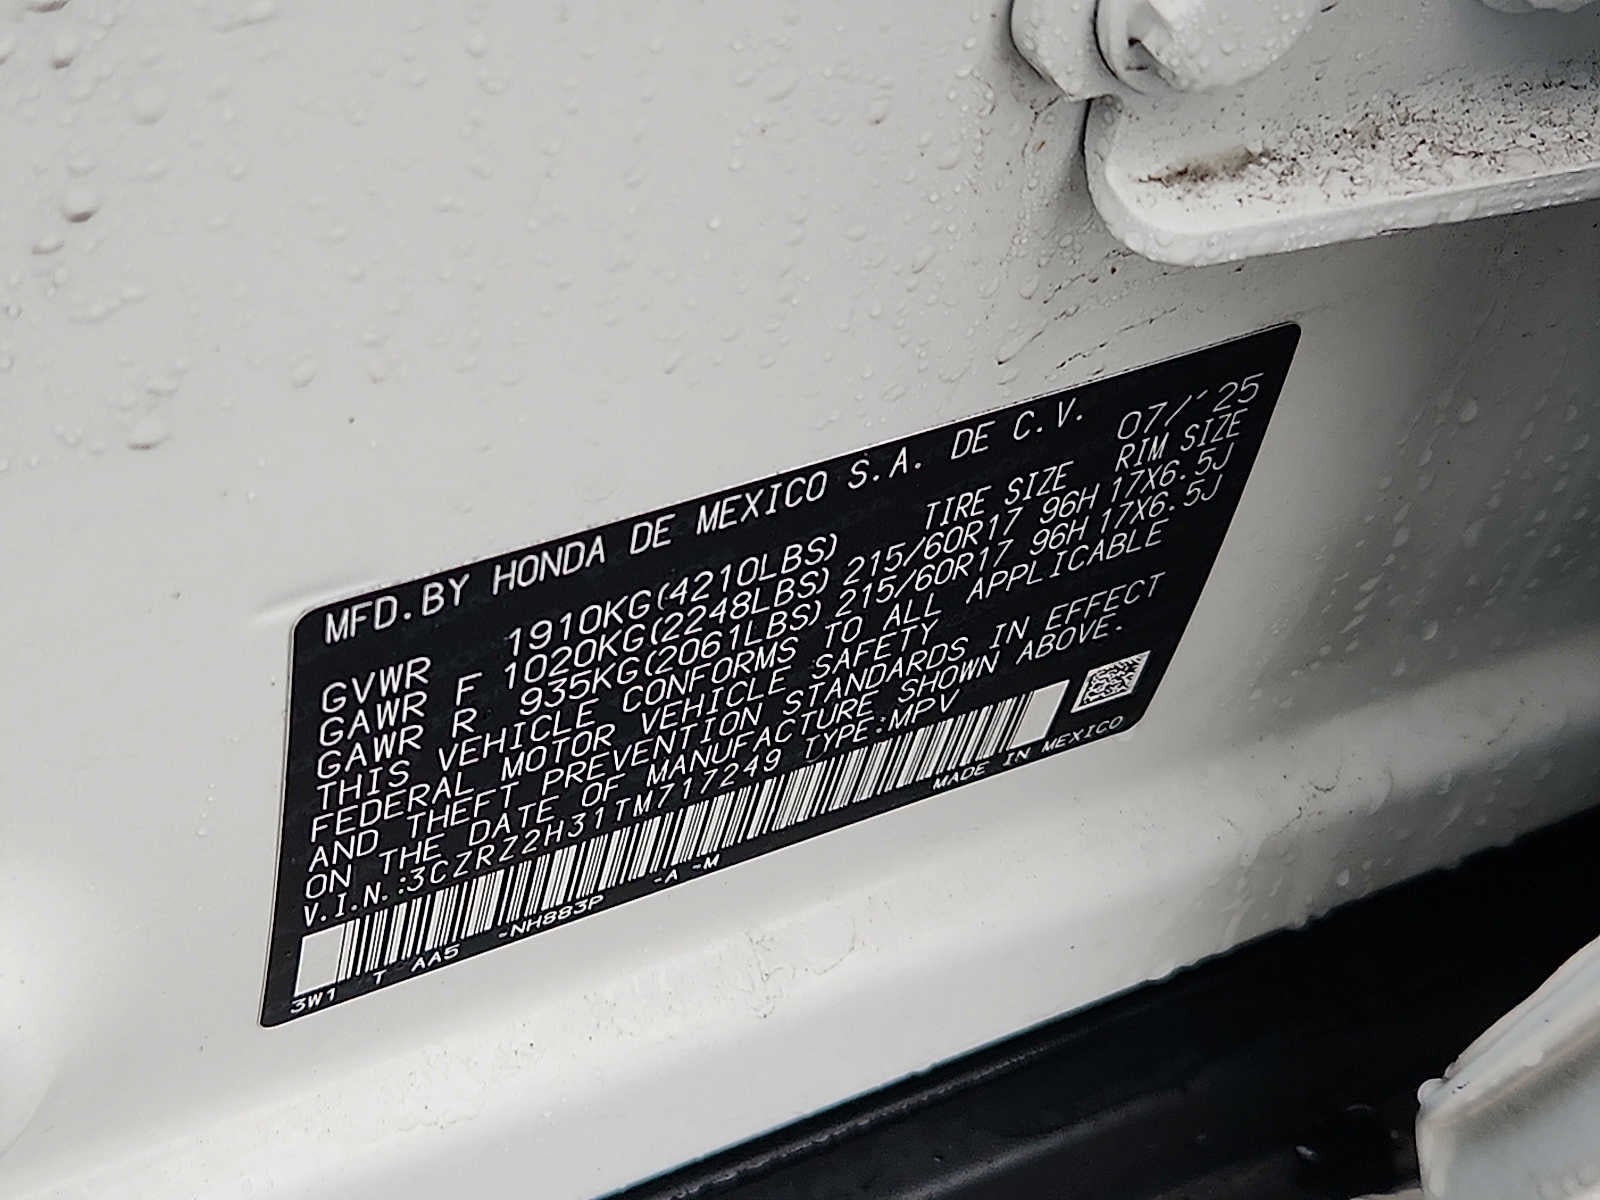 MFD.BY HONDA DE MEXICO S.A. DE C.V. 07/'25
GVWR 1910KG(4210LBS) TIRE SIZE RIM SIZE
GAWR F 1020KG(2248LBS) 215/60R17 96H 17X6.5J
GAWR R 935KG(2061LBS) 215/60R17 96H 17X6.5J
THIS VEHICLE CONFORMS TO ALL APPLICABLE
FEDERAL MOTOR VEHICLE SAFETY
AND THEFT PREVENTION STANDARDS IN EFFECT
ON THE DATE OF MANUFACTURE SHOWN ABOVE.
V.I.N.:3CZRZ2H31TM717249 TYPE:MPV
3W1 T AA5 -NH883P -A -M MADE IN MEXICO